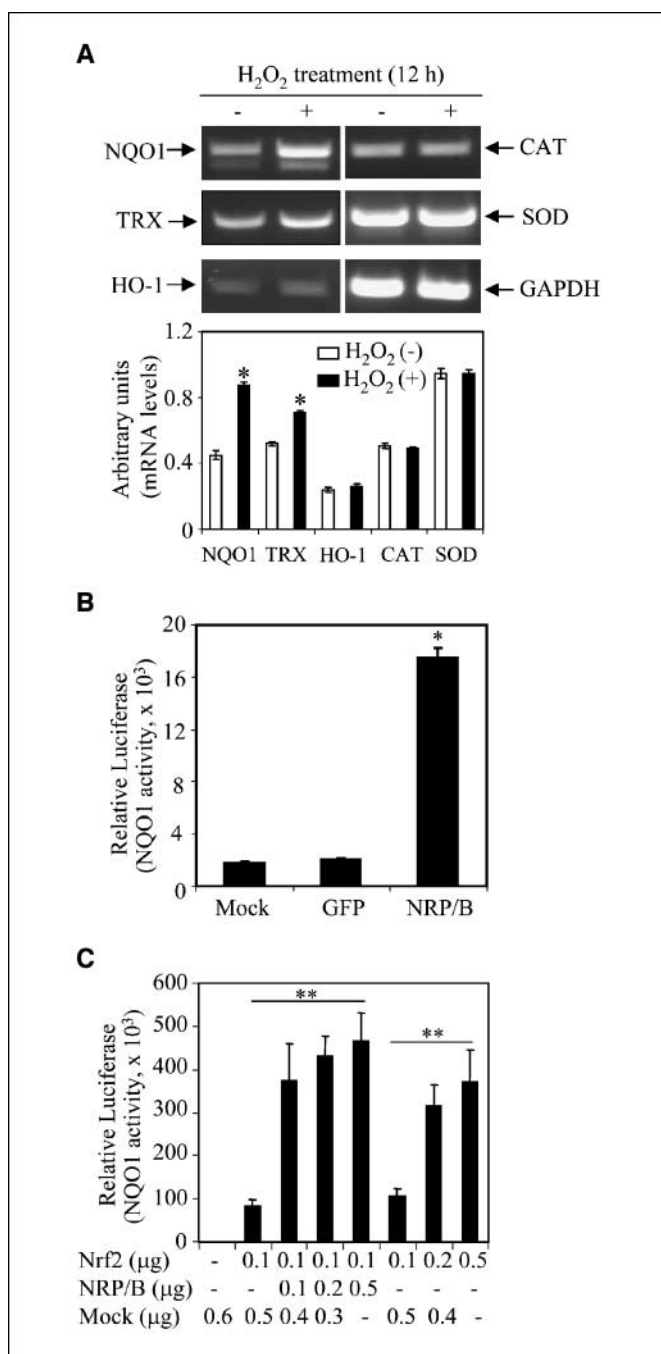 A
H₂O₂ treatment (12 h)
- + - +
NQO1 CAT
TRX SOD
HO-1 GAPDH
Arbitrary units
(mRNA levels)
1.2
0.8
0.4
0
H₂O₂ (-)
H₂O₂ (+)
* *
NQO1 TRX HO-1 CAT SOD
B
Relative Luciferase
(NQO1 activity, x 10³)
20
16
12
8
4
0
*
Mock GFP NRP/B
C
Relative Luciferase
(NQO1 activity, x 10³)
600
500
400
300
200
100
0
** **
Nrf2 (µg) - 0.1 0.1 0.1 0.1 0.1 0.2 0.5
NRP/B (µg) - - 0.1 0.2 0.5 - - -
Mock (µg) 0.6 0.5 0.4 0.3 - 0.5 0.4 -